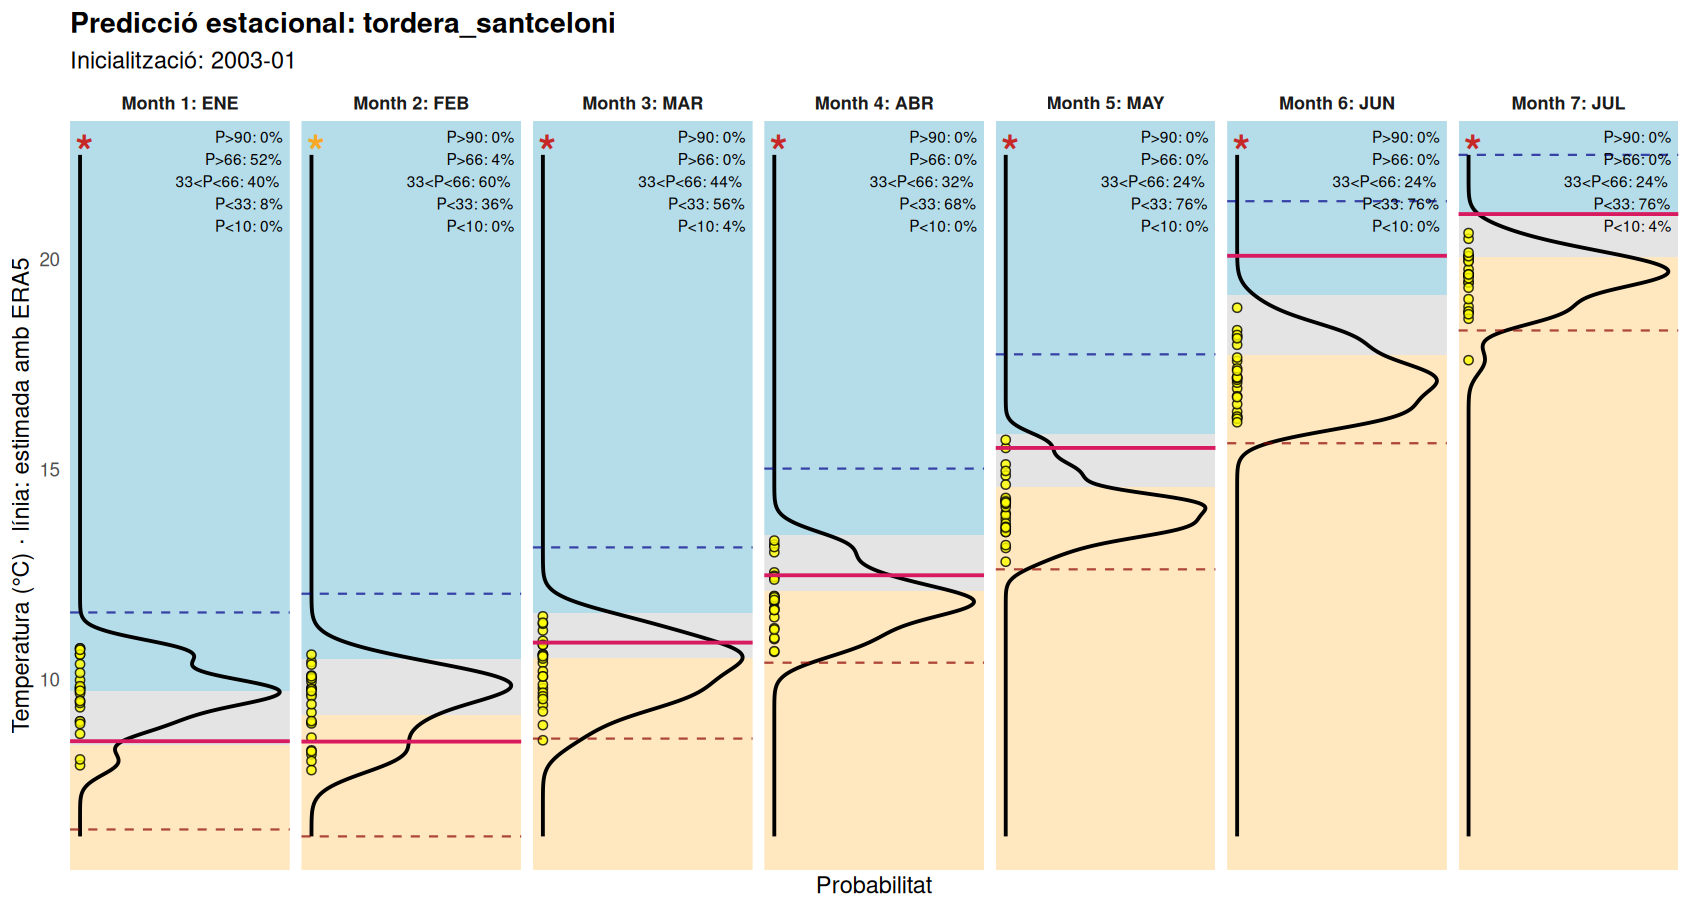 Predicció estacional: tordera_santceloni
Inicialització: 2003-01
Month 1: ENE
Month 2: FEB
Month 3: MAR
Month 4: ABR
Month 5: MAY
Month 6: JUN
Month 7: JUL
*
P>90: 0%
P>66: 52%
33<P<66: 40%
P<33: 8%
P<10: 0%
*
P>90: 0%
P>66: 4%
33<P<66: 60%
P<33: 36%
P<10: 0%
*
P>90: 0%
P>66: 0%
33<P<66: 44%
P<33: 56%
P<10: 4%
*
P>90: 0%
P>66: 0%
33<P<66: 32%
P<33: 68%
P<10: 0%
*
P>90: 0%
P>66: 0%
33<P<66: 24%
P<33: 76%
P<10: 0%
*
P>90: 0%
P>66: 0%
33<P<66: 24%
P<33: 76%
P<10: 0%
*
P>90: 0%
P>66: 0%
33<P<66: 24%
P<33: 76%
P<10: 4%
20
15
10
Temperatura (°C) · línia: estimada amb ERA5
Probabilitat